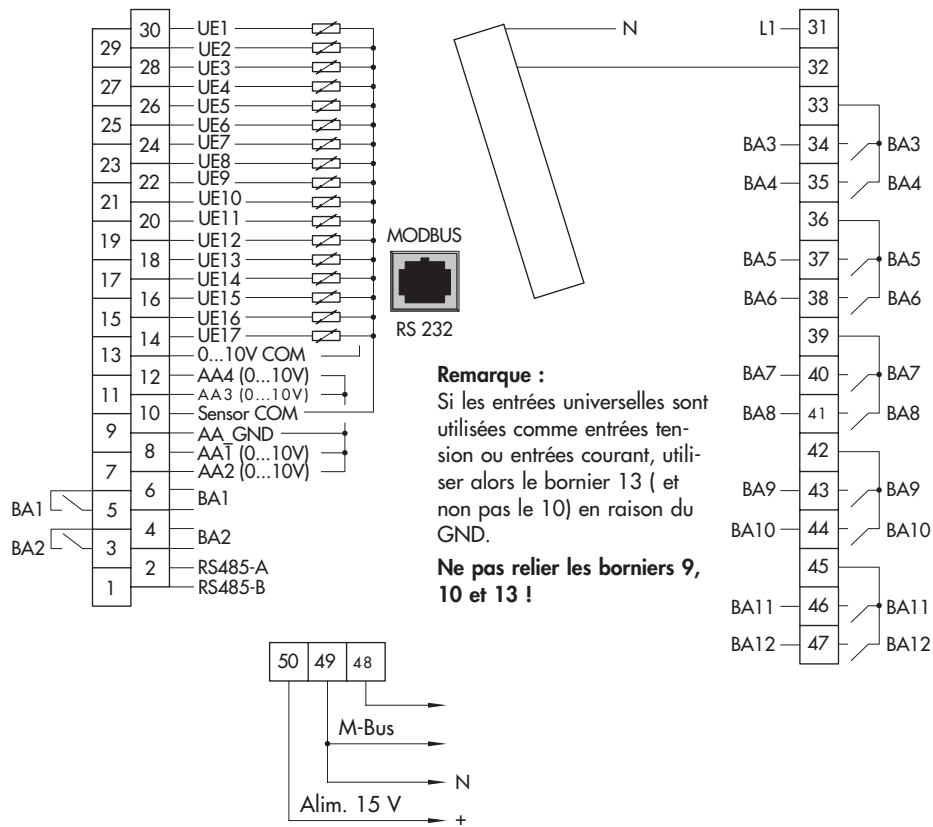 30 UE1
29 UE2
28 UE3
27 UE4
26 UE5
25 UE6
24 UE7
23 UE8
22 UE9
21 UE10
20 UE11
19 UE12
18 UE13
17 UE14
16 UE15
15 UE16
14 UE17
13 0...10V COM
12 AA4 (0...10V)
11 AA3 (0...10V)
10 Sensor COM
9 AA_GND
8 AA1 (0...10V)
7 AA2 (0...10V)
6 BA1
BA1 5
4 BA2
BA2 3
2 RS485-A
1 RS485-B
MODBUS
RS 232
N
L1 31
32
33
BA3 34 BA3
BA4 35 BA4
36
BA5 37 BA5
BA6 38 BA6
39
BA7 40 BA7
BA8 41 BA8
42
BA9 43 BA9
BA10 44 BA10
45
BA11 46 BA11
BA12 47 BA12
Remarque :
Si les entrées universelles sont
utilisées comme entrées ten-
sion ou entrées courant, utili-
ser alors le bornier 13 ( et
non pas le 10) en raison du
GND.
Ne pas relier les borniers 9,
10 et 13 !
50 49 48
M-Bus
N
Alim. 15 V
+